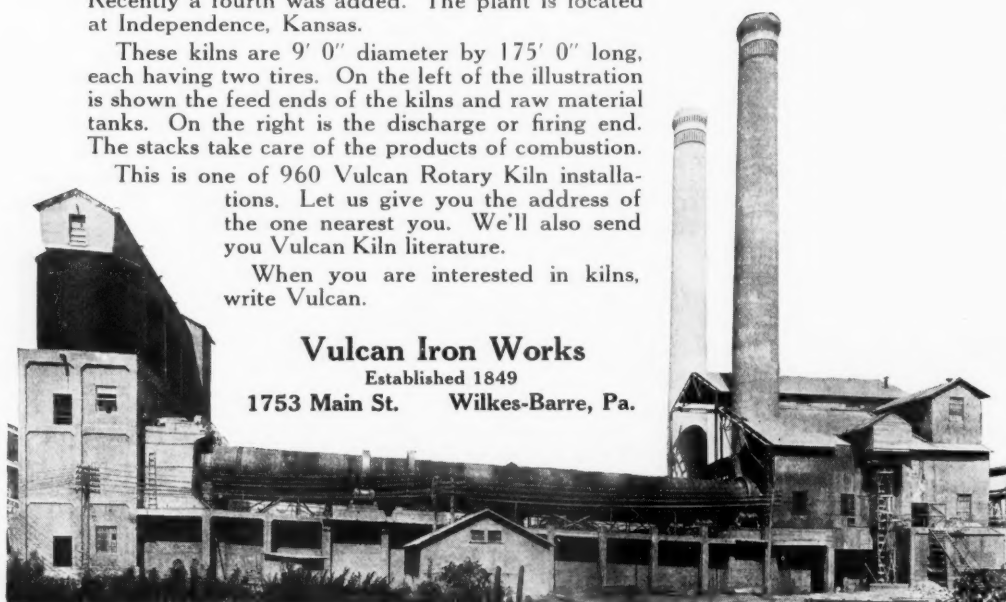 Recently a fourth was added. The plant is located
at Independence, Kansas.
These kilns are 9' 0" diameter by 175' 0" long,
each having two tires. On the left of the illustration
is shown the feed ends of the kilns and raw material
tanks. On the right is the discharge or firing end.
The stacks take care of the products of combustion.
This is one of 960 Vulcan Rotary Kiln installa-
tions. Let us give you the address of
the one nearest you. We'll also send
you Vulcan Kiln literature.
When you are interested in kilns,
write Vulcan.
Vulcan Iron Works
Established 1849
1753 Main St. Wilkes-Barre, Pa.